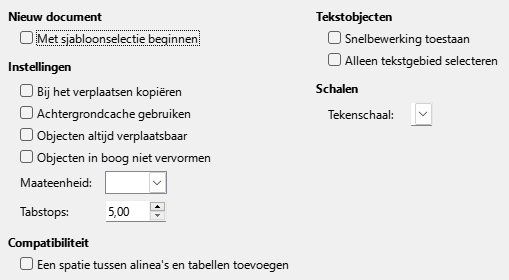 Nieuw document
Met sjabloonselectie beginnen
Instellingen
Bij het verplaatsen kopiëren
Achtergrondcache gebruiken
Objecten altijd verplaatsbaar
Objecten in boog niet vervormen
Maateenheid:
Tabstops: 5,00
Compatibiliteit
Een spatie tussen alinea's en tabellen toevoegen
Tekstobjecten
Snelbewerking toestaan
Alleen tekstgebied selecteren
Schalen
Tekenschaal: